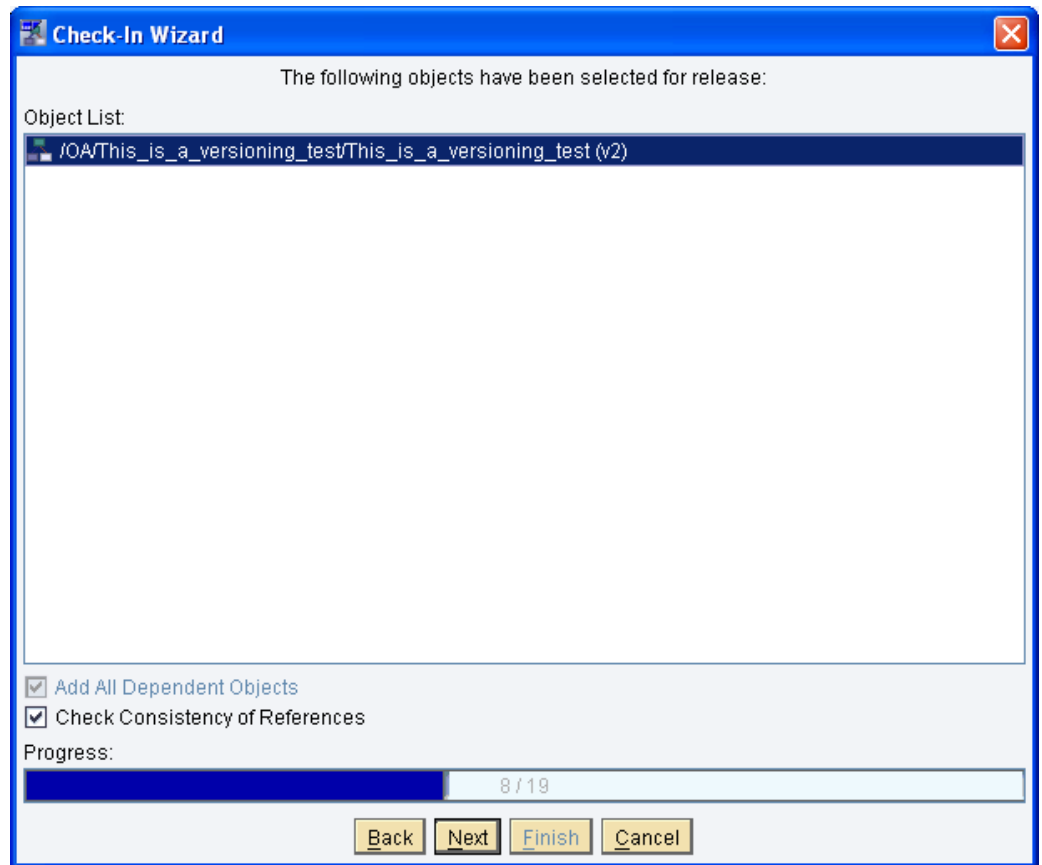 Check-In Wizard
The following objects have been selected for release:
Object List:
/OA/This_is_a_versioning_test/This_is_a_versioning_test (v2)
Add All Dependent Objects
Check Consistency of References
Progress:
8 / 19
Back Next Finish Cancel